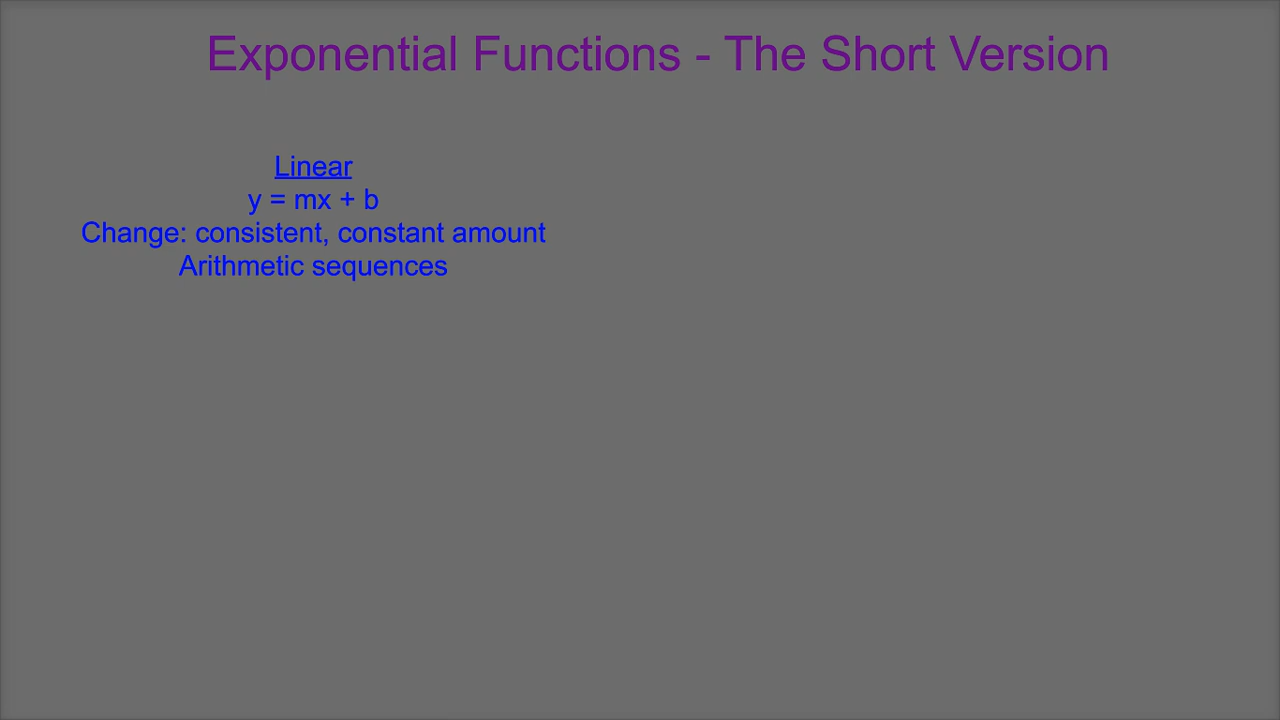 Exponential Functions - The Short Version
Linear
y = mx + b
Change: consistent, constant amount
Arithmetic sequences